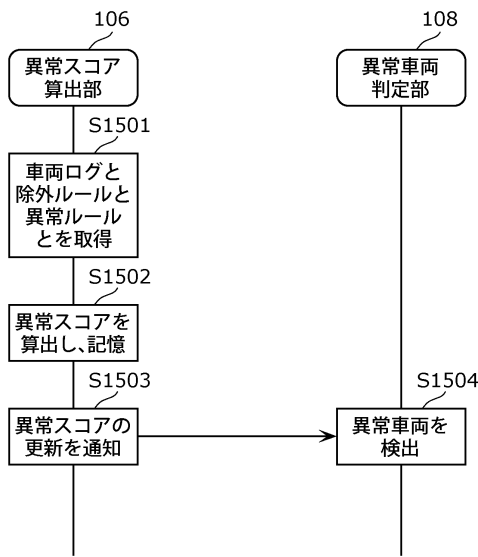 106
異常スコア
算出部
108
異常車両
判定部
S1501
車両ログと
除外ルールと
異常ルール
とを取得
S1502
異常スコアを
算出し、記憶
S1503
異常スコアの
更新を通知
S1504
異常車両を
検出